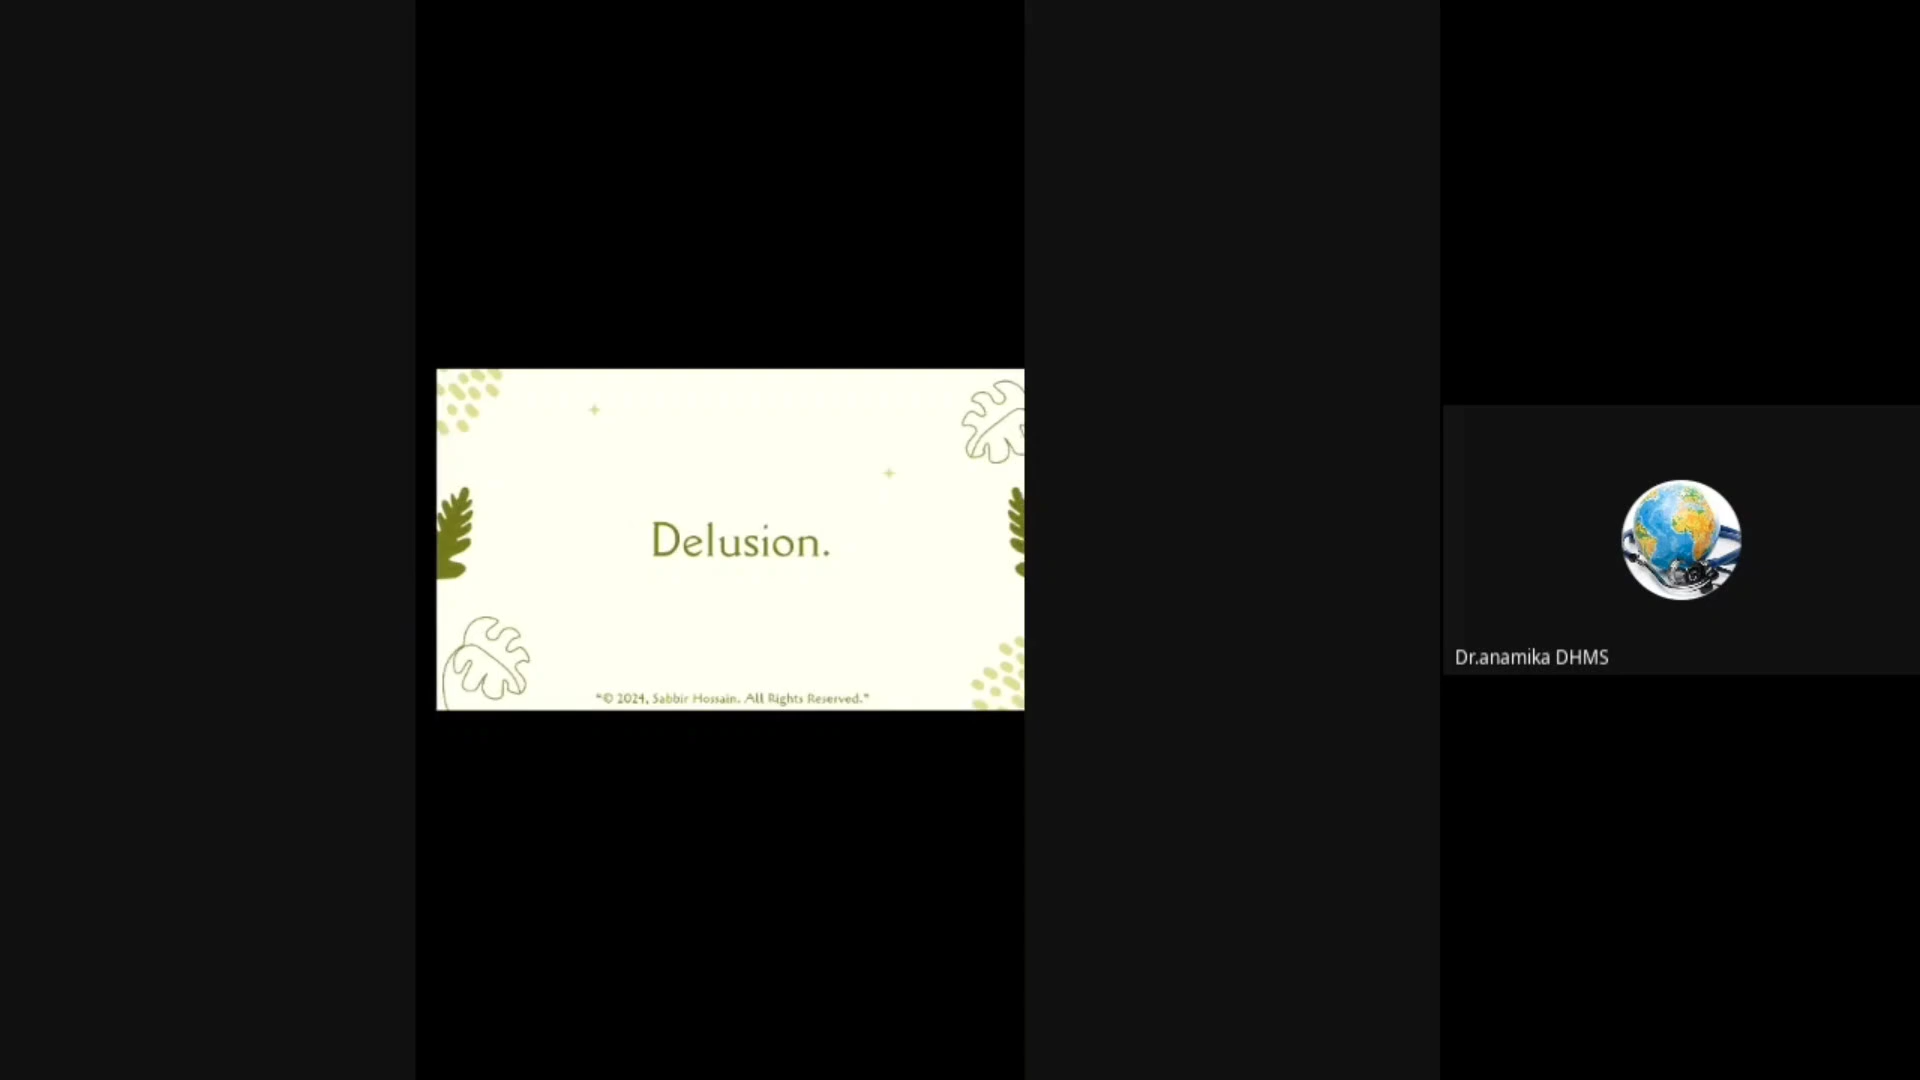 Delusion.
"© 2024, Sabbir Hossain. All Rights Reserved."
Dr.anamika DHMS